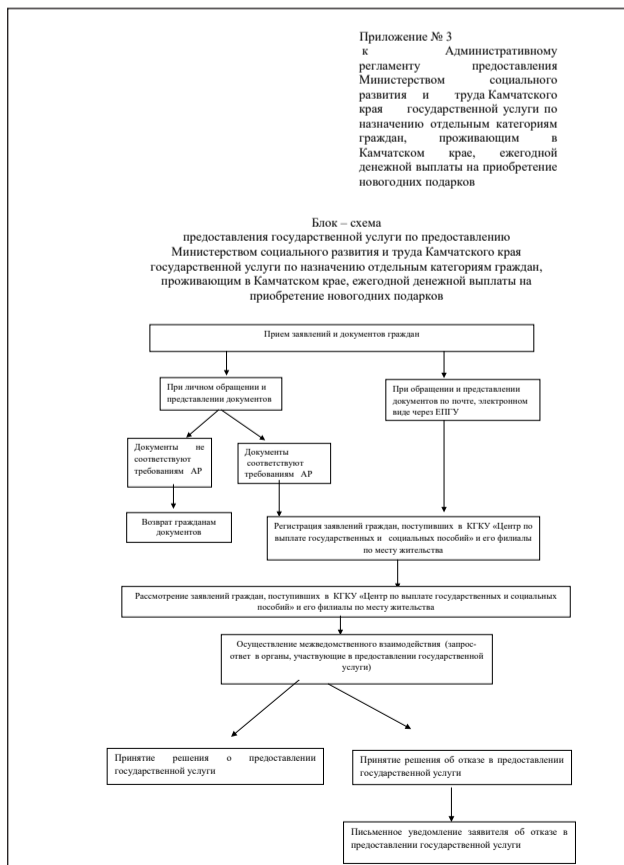 Приложение № 3
к Административному
регламенту предоставления
Министерством социального
развития и труда Камчатского
края государственной услуги по
назначению отдельным категориям
граждан, проживающим в
Камчатском крае, ежегодной
денежной выплаты на приобретение
новогодних подарков
Блок – схема
предоставления государственной услуги по предоставлению
Министерством социального развития и труда Камчатского края
государственной услуги по назначению отдельным категориям граждан,
проживающим в Камчатском крае, ежегодной денежной выплаты на
приобретение новогодних подарков
Прием заявлений и документов граждан
При личном обращении и
представлении документов
При обращении и представлении
документов по почте, электронном
виде через ЕПГУ
Документы не
соответствуют
требованиям АР
Документы
соответствуют
требованиям АР
Возврат гражданам
документов
Регистрация заявлений граждан, поступивших в КГКУ «Центр по
выплате государственных и социальных пособий» и его филиалы
по месту жительства
Рассмотрение заявлений граждан, поступивших в КГКУ «Центр по выплате государственных и социальных
пособий» и его филиалы по месту жительства
Осуществление межведомственного взаимодействия (запрос-
ответ в органы, участвующие в предоставлении государственной
услуги)
Принятие решения о предоставлении
государственной услуги
Принятие решения об отказе в предоставлении
государственной услуги
Письменное уведомление заявителя об отказе в
предоставлении государственной услуги